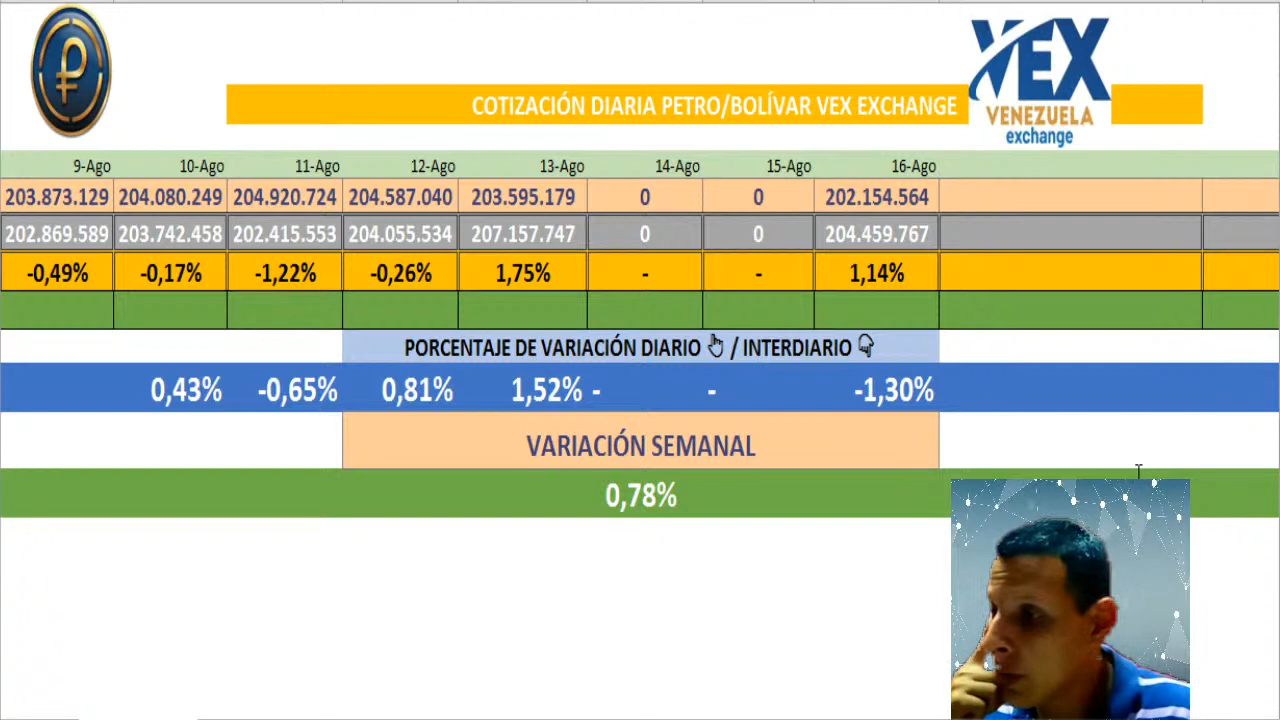 VEX
VENEZUELA
exchange
COTIZACIÓN DIARIA PETRO/BOLÍVAR VEX EXCHANGE
9-Ago 10-Ago 11-Ago 12-Ago 13-Ago 14-Ago 15-Ago 16-Ago
203.873.129 204.080.249 204.920.724 204.587.040 203.595.179 0 0 202.154.564
202.869.589 203.742.458 202.415.553 204.055.534 207.157.747 0 0 204.459.767
-0,49% -0,17% -1,22% -0,26% 1,75% - - 1,14%
PORCENTAJE DE VARIACIÓN DIARIO 👆 / INTERDIARIO 👇
0,43% -0,65% 0,81% 1,52% - - -1,30%
VARIACIÓN SEMANAL
0,78%